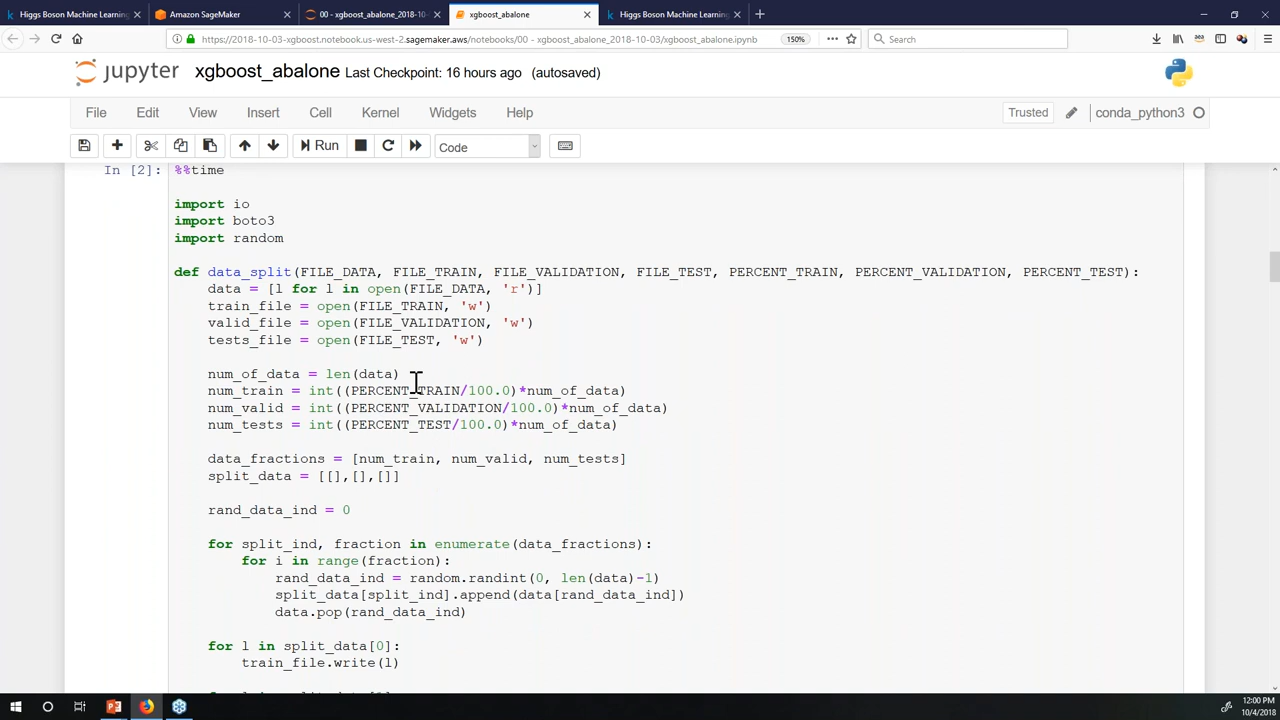 Higgs Boson Machine Learning
Amazon SageMaker
00 - xgboost_abalone_2018-10-
xgboost_abalone
Higgs Boson Machine Learning
https://2018-10-03-xgboost.notebook.us-west-2.sagemaker.aws/notebooks/00 - xgboost_abalone_2018-10-03/xgboost_abalone.ipynb
150%
Search
jupyter
xgboost_abalone Last Checkpoint: 16 hours ago (autosaved)
File Edit View Insert Cell Kernel Widgets Help
Trusted
conda_python3
Run
Code
In [2]: %%time
import io
import boto3
import random
def data_split(FILE_DATA, FILE_TRAIN, FILE_VALIDATION, FILE_TEST, PERCENT_TRAIN, PERCENT_VALIDATION, PERCENT_TEST):
data = [l for l in open(FILE_DATA, 'r')]
train_file = open(FILE_TRAIN, 'w')
valid_file = open(FILE_VALIDATION, 'w')
tests_file = open(FILE_TEST, 'w')
num_of_data = len(data)
num_train = int((PERCENT_TRAIN/100.0)*num_of_data)
num_valid = int((PERCENT_VALIDATION/100.0)*num_of_data)
num_tests = int((PERCENT_TEST/100.0)*num_of_data)
data_fractions = [num_train, num_valid, num_tests]
split_data = [[],[],[]]
rand_data_ind = 0
for split_ind, fraction in enumerate(data_fractions):
for i in range(fraction):
rand_data_ind = random.randint(0, len(data)-1)
split_data[split_ind].append(data[rand_data_ind])
data.pop(rand_data_ind)
for l in split_data[0]:
train_file.write(l)
12:00 PM
10/4/2018